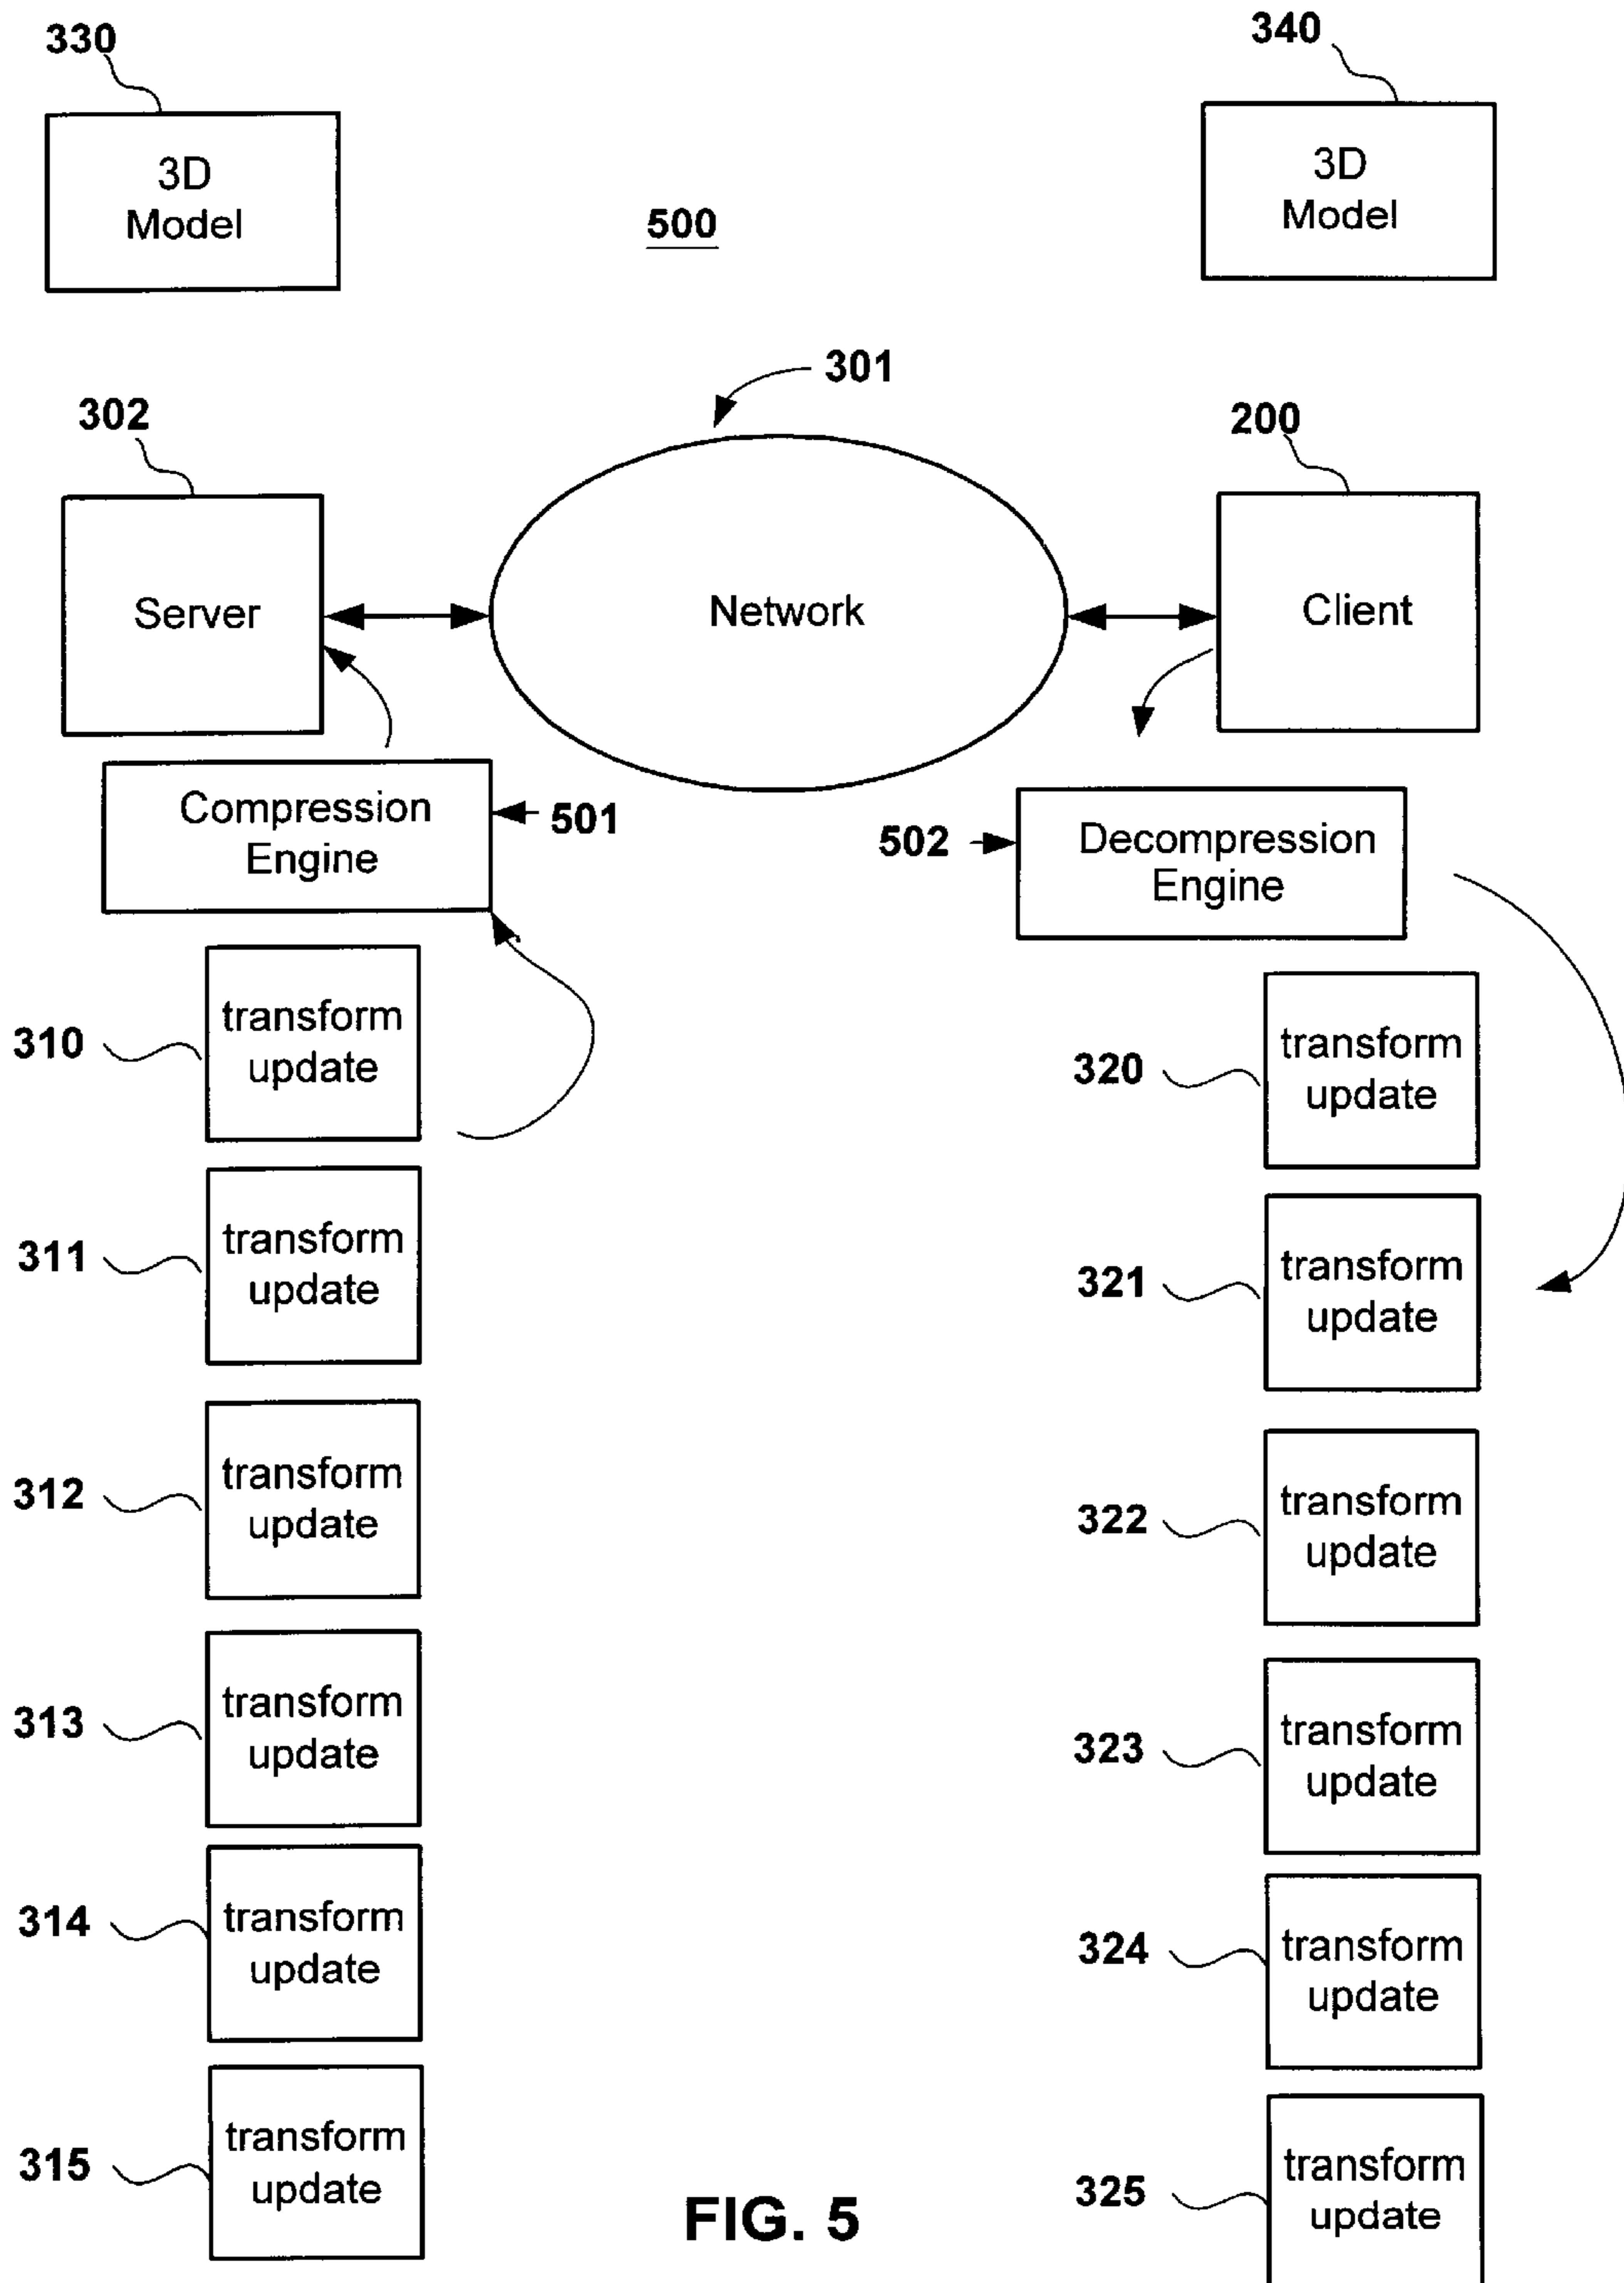 330
340
3D
Model
500
3D
Model
301
302
200
Server
Network
Client
Compression
Engine
501
502
Decompression
Engine
310
transform
update
320
transform
update
311
transform
update
321
transform
update
312
transform
update
322
transform
update
313
transform
update
323
transform
update
314
transform
update
324
transform
update
315
transform
update
325
transform
update
FIG. 5